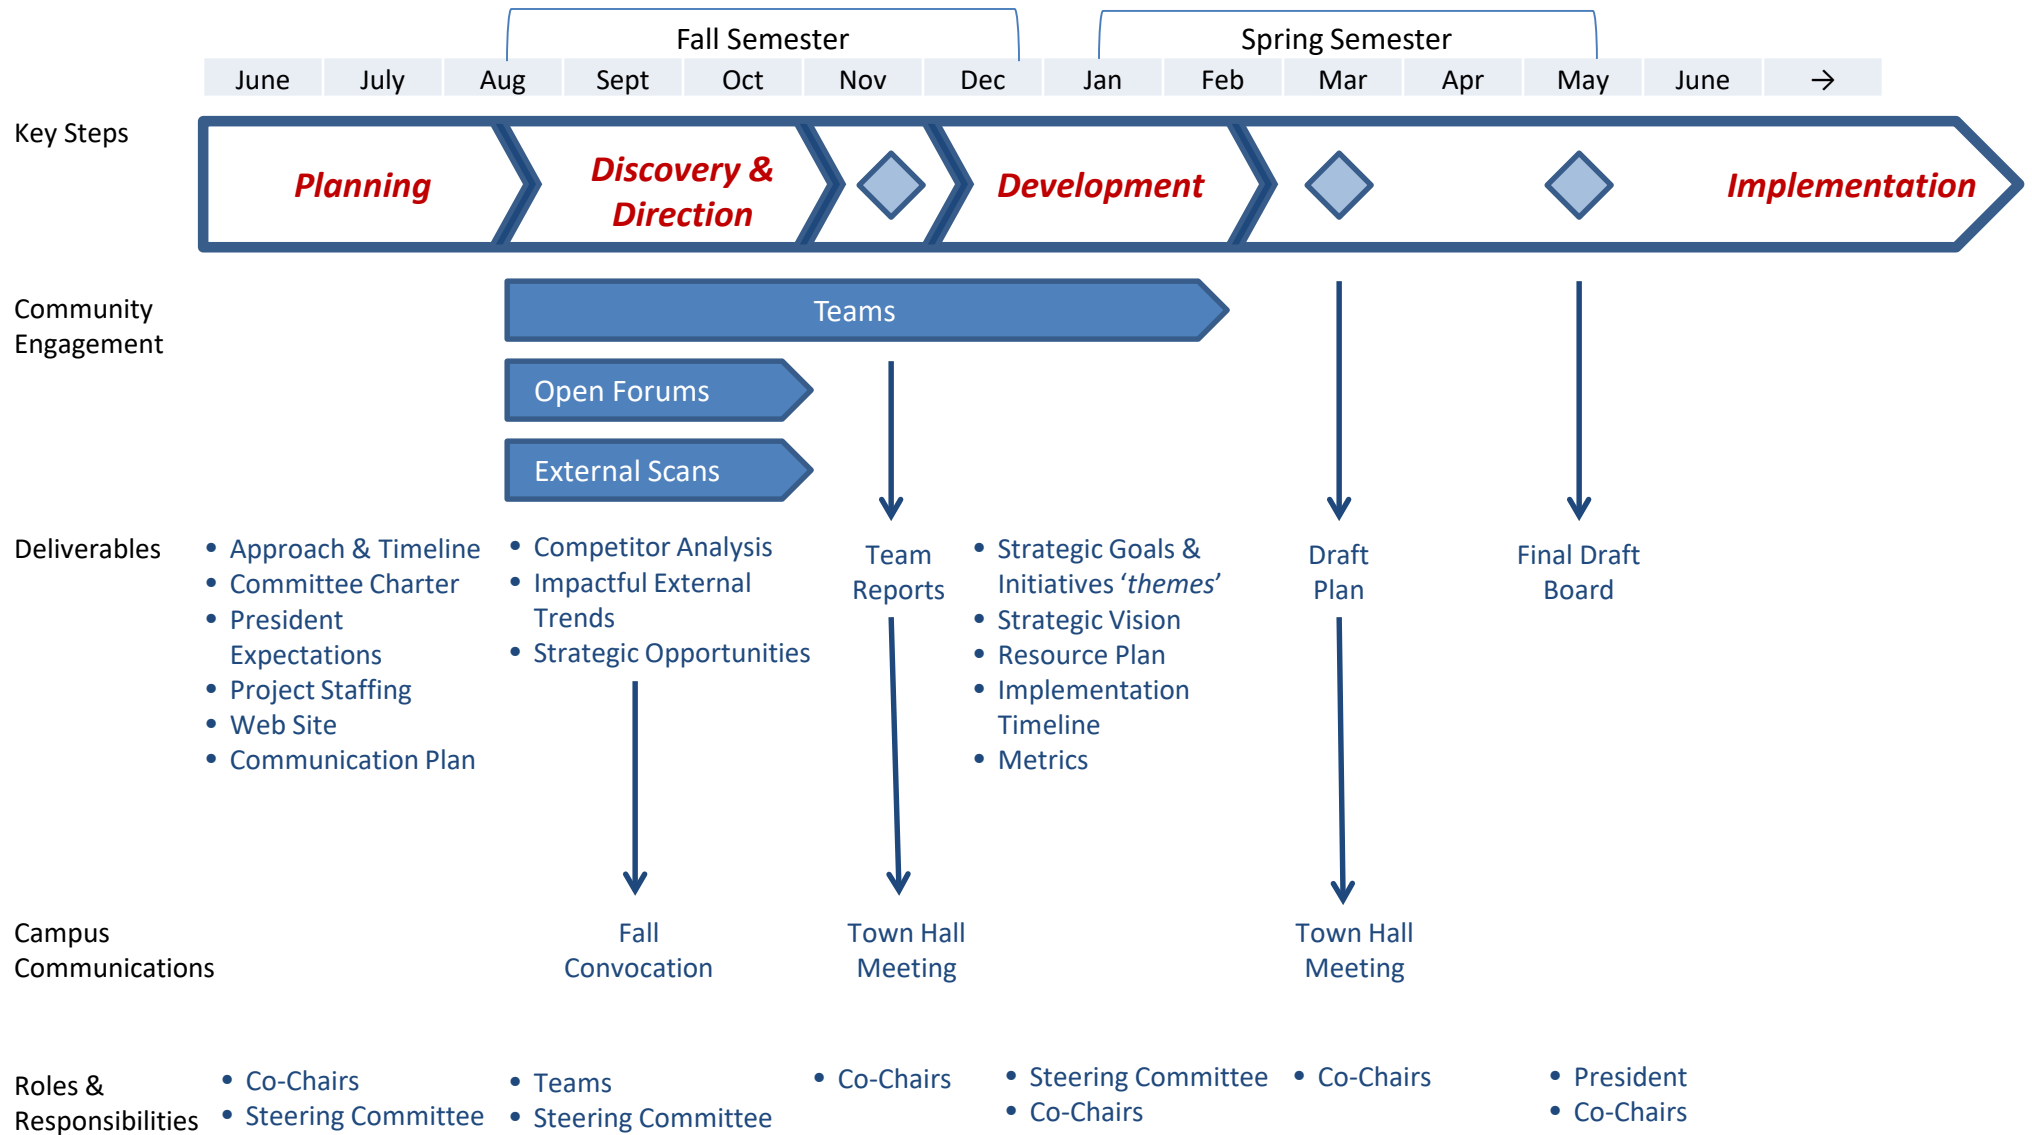 Fall Semester
Spring Semester
June July Aug Sept Oct Nov Dec Jan Feb Mar Apr May June →
Key Steps
Planning
Discovery &
Direction
Development
Implementation
Community
Engagement
Teams
Open Forums
External Scans
Deliverables
• Approach & Timeline
• Committee Charter
• President
Expectations
• Project Staffing
• Web Site
• Communication Plan
• Competitor Analysis
• Impactful External
Trends
• Strategic Opportunities
Team
Reports
• Strategic Goals &
Initiatives ‘themes’
• Strategic Vision
• Resource Plan
• Implementation
Timeline
• Metrics
Draft
Plan
Final Draft
Board
Campus
Communications
Fall
Convocation
Town Hall
Meeting
Town Hall
Meeting
Roles &
Responsibilities
• Co-Chairs
• Steering Committee
• Teams
• Steering Committee
• Co-Chairs
• Steering Committee
• Co-Chairs
• Co-Chairs
• President
• Co-Chairs